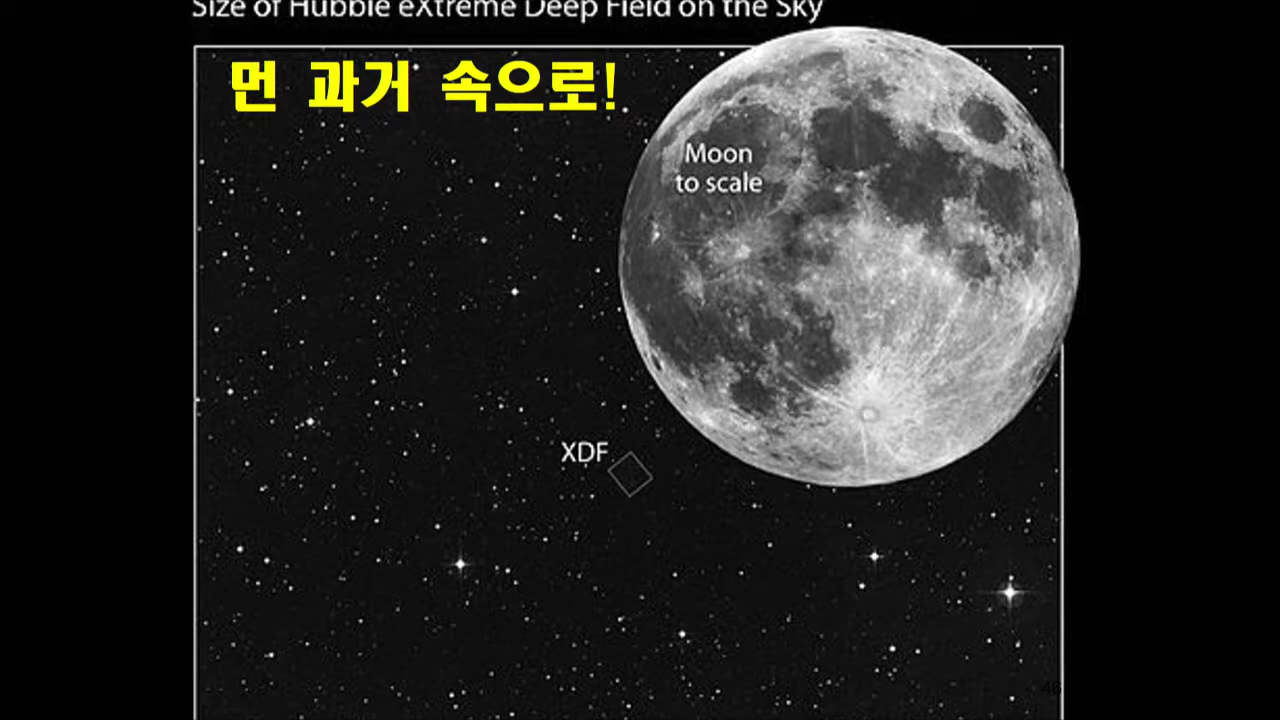 Size of Hubble eXtreme Deep Field on the Sky
먼 과거 속으로!
Moon
to scale
XDF
46